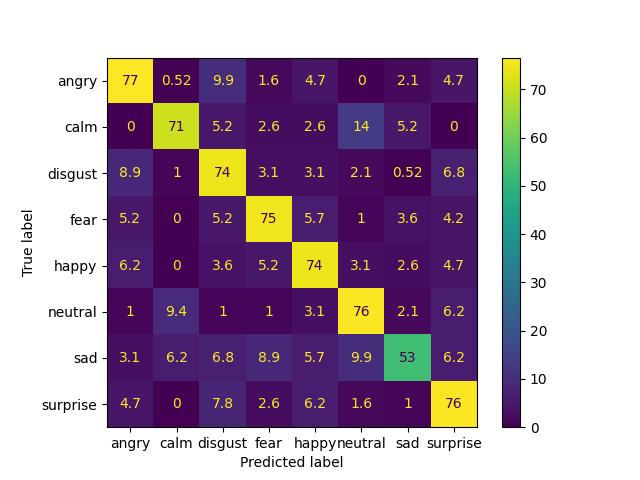 angry 77 0.52 9.9 1.6 4.7 0 2.1 4.7
calm 0 71 5.2 2.6 2.6 14 5.2 0
disgust 8.9 1 74 3.1 3.1 2.1 0.52 6.8
fear 5.2 0 5.2 75 5.7 1 3.6 4.2
happy 6.2 0 3.6 5.2 74 3.1 2.6 4.7
neutral 1 9.4 1 1 3.1 76 2.1 6.2
sad 3.1 6.2 6.8 8.9 5.7 9.9 53 6.2
surprise 4.7 0 7.8 2.6 6.2 1.6 1 76
angry calm disgust fear happy neutral sad surprise
Predicted label
True label
70
60
50
40
30
20
10
0